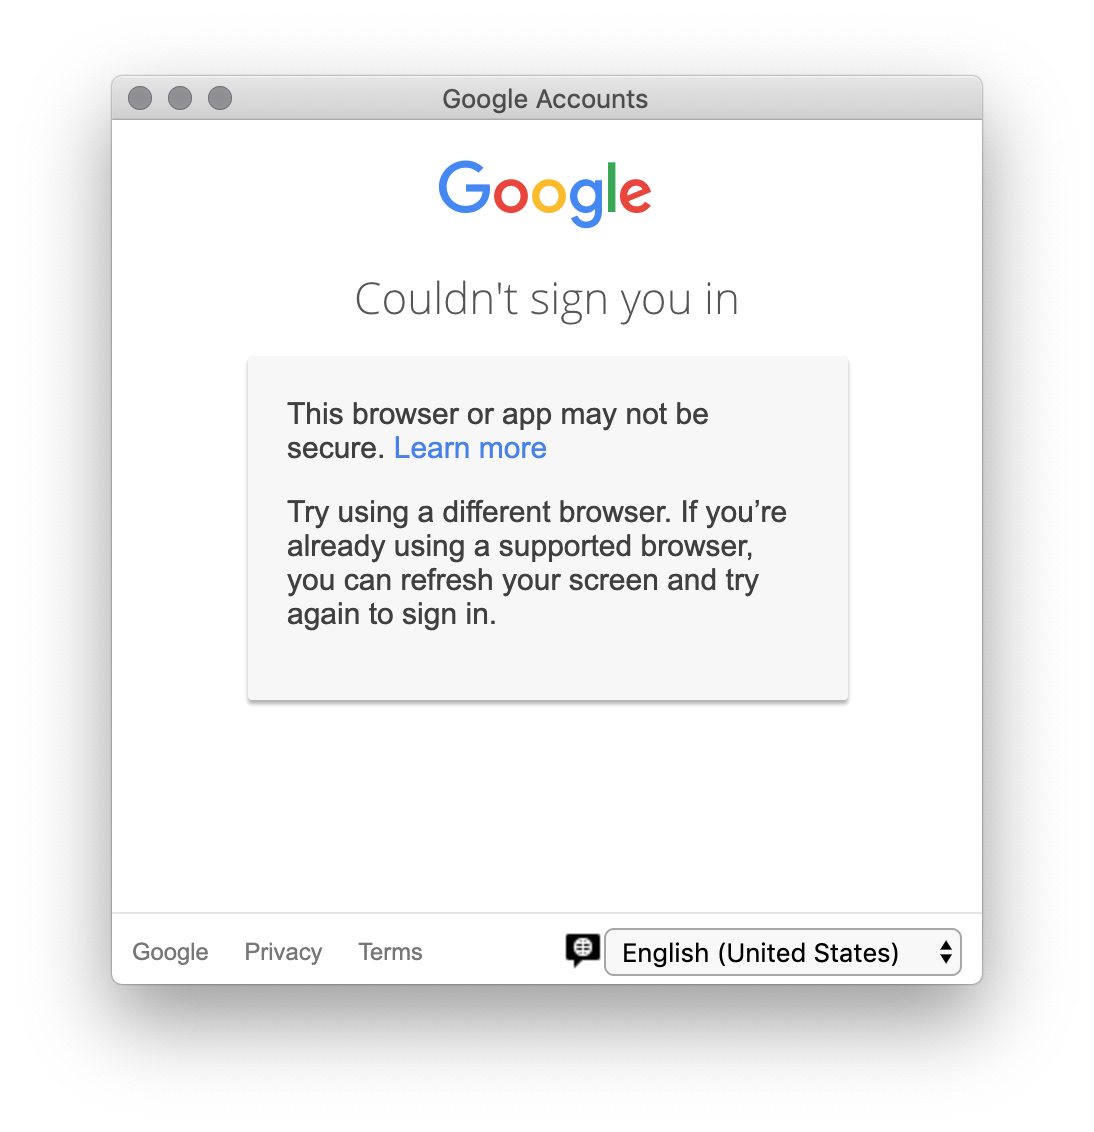 Google Accounts
Google
Couldn't sign you in
This browser or app may not be
secure. Learn more
Try using a different browser. If you’re
already using a supported browser,
you can refresh your screen and try
again to sign in.
Google Privacy Terms English (United States)